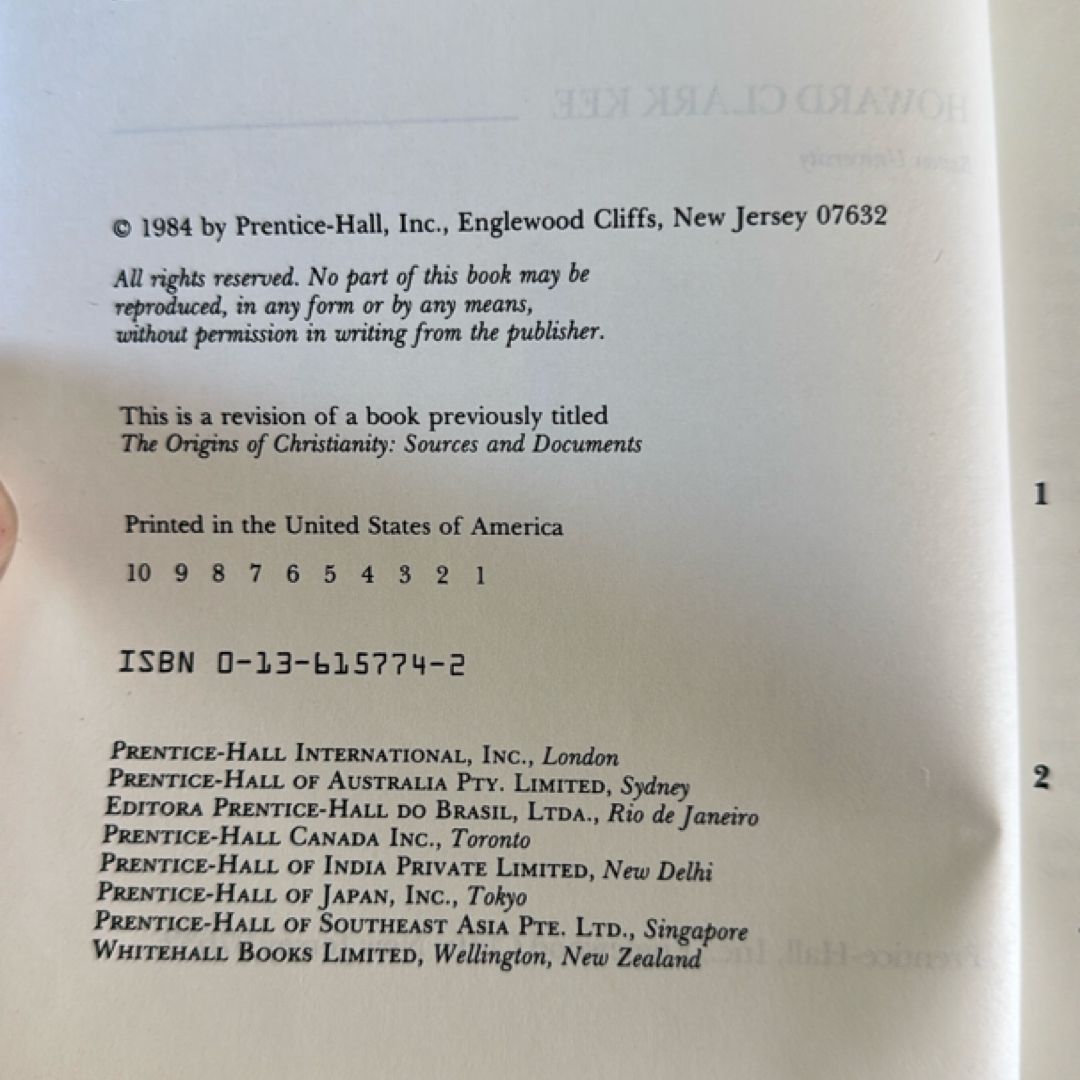 HOWARD CLARK KEE
© 1984 by Prentice-Hall, Inc., Englewood Cliffs, New Jersey 07632
All rights reserved. No part of this book may be
reproduced, in any form or by any means,
without permission in writing from the publisher.
This is a revision of a book previously titled
The Origins of Christianity: Sources and Documents
Printed in the United States of America
10 9 8 7 6 5 4 3 2 1
ISBN 0-13-615774-2
PRENTICE-HALL INTERNATIONAL, INC., London
PRENTICE-HALL OF AUSTRALIA PTY. LIMITED, Sydney
EDITORA PRENTICE-HALL DO BRASIL, LTDA., Rio de Janeiro
PRENTICE-HALL CANADA INC., Toronto
PRENTICE-HALL OF INDIA PRIVATE LIMITED, New Delhi
PRENTICE-HALL OF JAPAN, INC., Tokyo
PRENTICE-HALL OF SOUTHEAST ASIA PTE. LTD., Singapore
WHITEHALL BOOKS LIMITED, Wellington, New Zealand
1
2